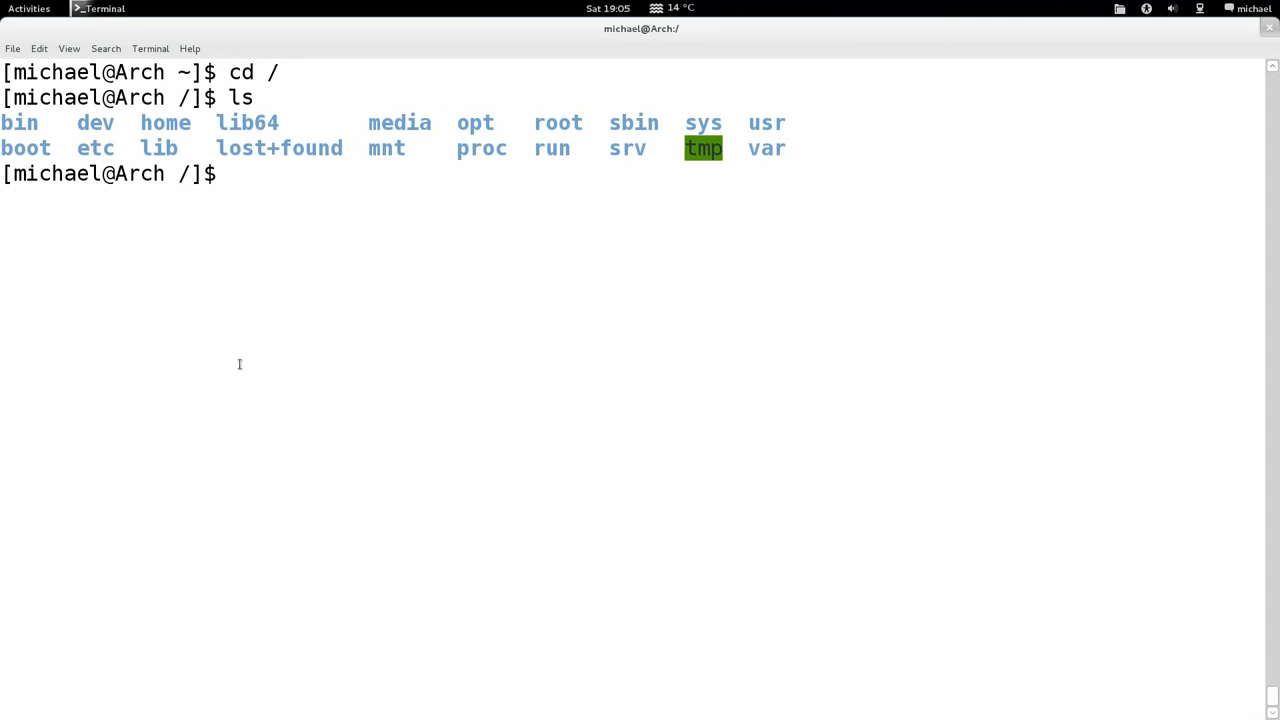 Activities >_Terminal Sat 19:05 14 °C michael
michael@Arch:/
File Edit View Search Terminal Help
[michael@Arch ~]$ cd /
[michael@Arch /]$ ls
bin dev home lib64 media opt root sbin sys usr
boot etc lib lost+found mnt proc run srv tmp var
[michael@Arch /]$